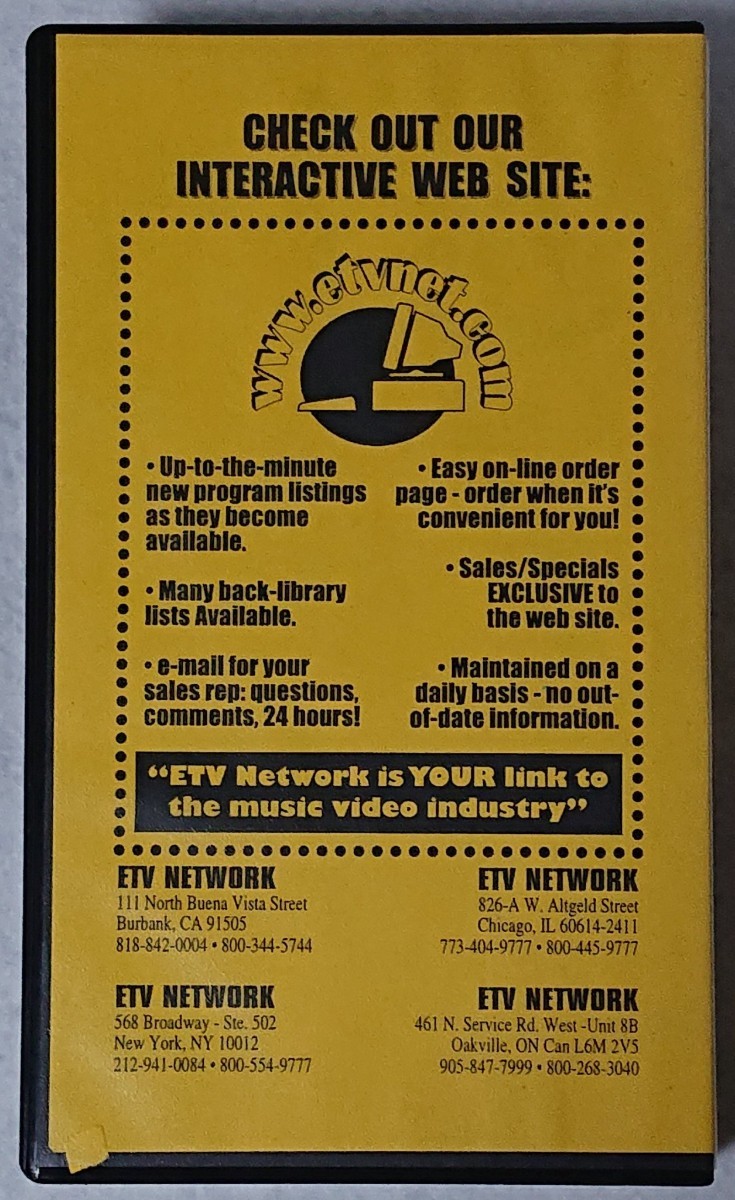 CHECK OUT OUR
INTERACTIVE WEB SITE:
www.etvnet.com
• Up-to-the-minute
new program listings
as they become
available.
• Many back-library
lists Available.
• e-mail for your
sales rep: questions,
comments, 24 hours!
• Easy on-line order
page - order when it's
convenient for you!
• Sales/Specials
EXCLUSIVE to
the web site.
• Maintained on a
daily basis - no out-
of-date information.
“ETV Network is YOUR link to
the music video industry”
ETV NETWORK
111 North Buena Vista Street
Burbank, CA 91505
818-842-0004 • 800-344-5744
ETV NETWORK
826-A W. Altgeld Street
Chicago, IL 60614-2411
773-404-9777 • 800-445-9777
ETV NETWORK
568 Broadway - Ste. 502
New York, NY 10012
212-941-0084 • 800-554-9777
ETV NETWORK
461 N. Service Rd. West -Unit 8B
Oakville, ON Can L6M 2V5
905-847-7999 • 800-268-3040